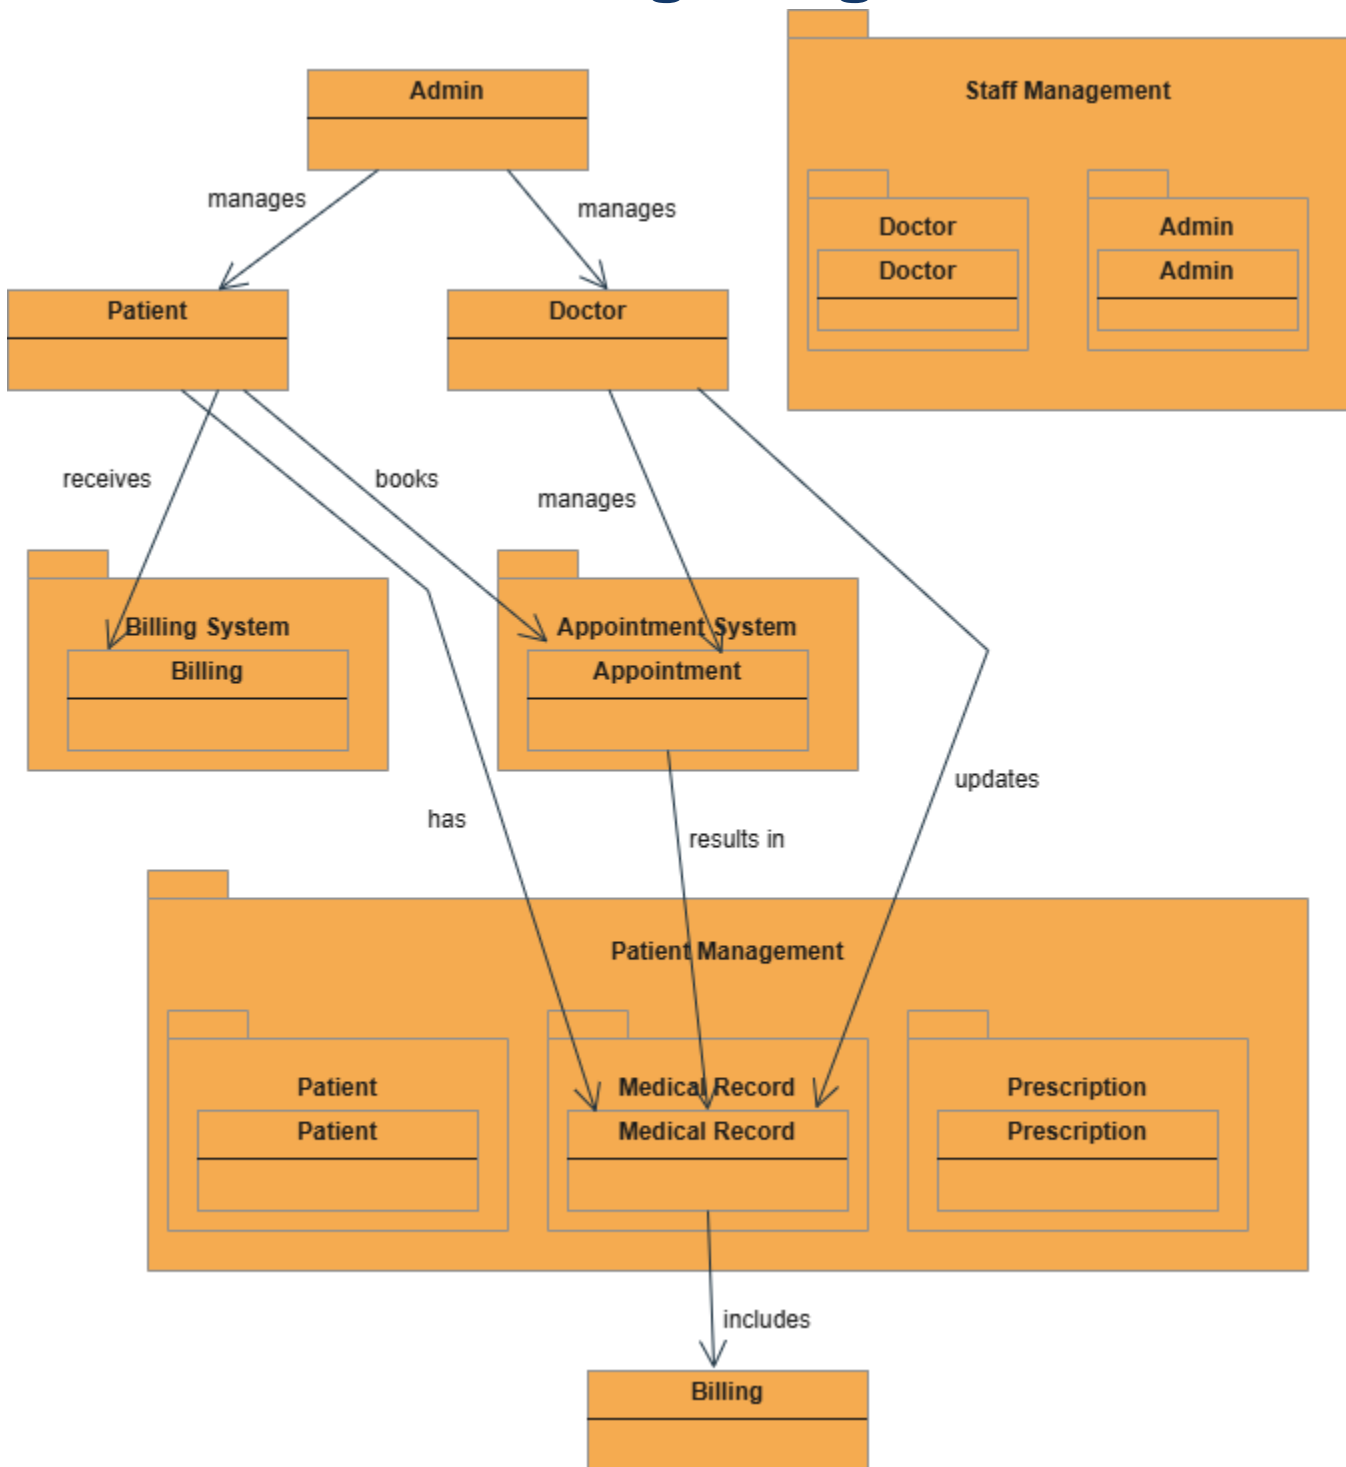 Admin
Staff Management
manages
manages
Doctor
Admin
Doctor
Admin
Patient
Doctor
receives
books
manages
Billing System
Appointment System
Billing
Appointment
updates
has
results in
Patient Management
Patient
Medical Record
Prescription
Patient
Medical Record
Prescription
includes
Billing